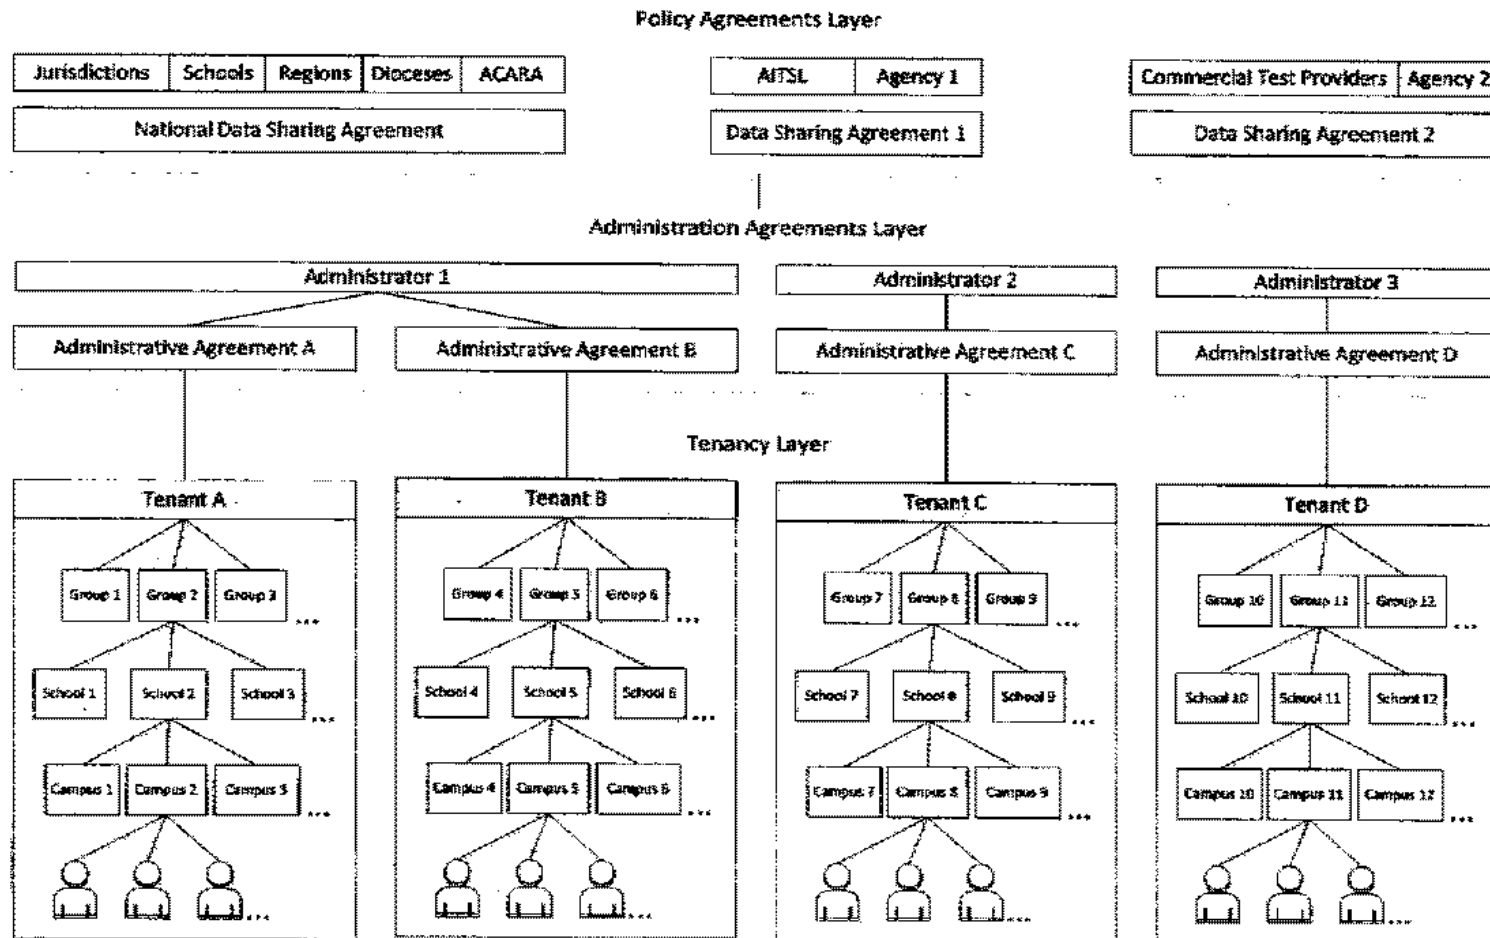 Policy Agreements Layer
Jurisdictions Schools Regions Dioceses ACARA
AITSL Agency 1
Commercial Test Providers Agency 2
National Data Sharing Agreement
Data Sharing Agreement 1
Data Sharing Agreement 2
Administration Agreements Layer
Administrator 1
Administrator 2
Administrator 3
Administrative Agreement A
Administrative Agreement B
Administrative Agreement C
Administrative Agreement D
Tenancy Layer
Tenant A
Tenant B
Tenant C
Tenant D
Group 1 Group 2 Group 3 ...
Group 4 Group 5 Group 6 ...
Group 7 Group 8 Group 9 ...
Group 10 Group 11 Group 12 ...
School 1 School 2 School 3 ...
School 4 School 5 School 6 ...
School 7 School 8 School 9 ...
School 10 School 11 School 12 ...
Campus 1 Campus 2 Campus 3 ...
Campus 4 Campus 5 Campus 6 ...
Campus 7 Campus 8 Campus 9 ...
Campus 10 Campus 11 Campus 12 ...
...
...
...
...